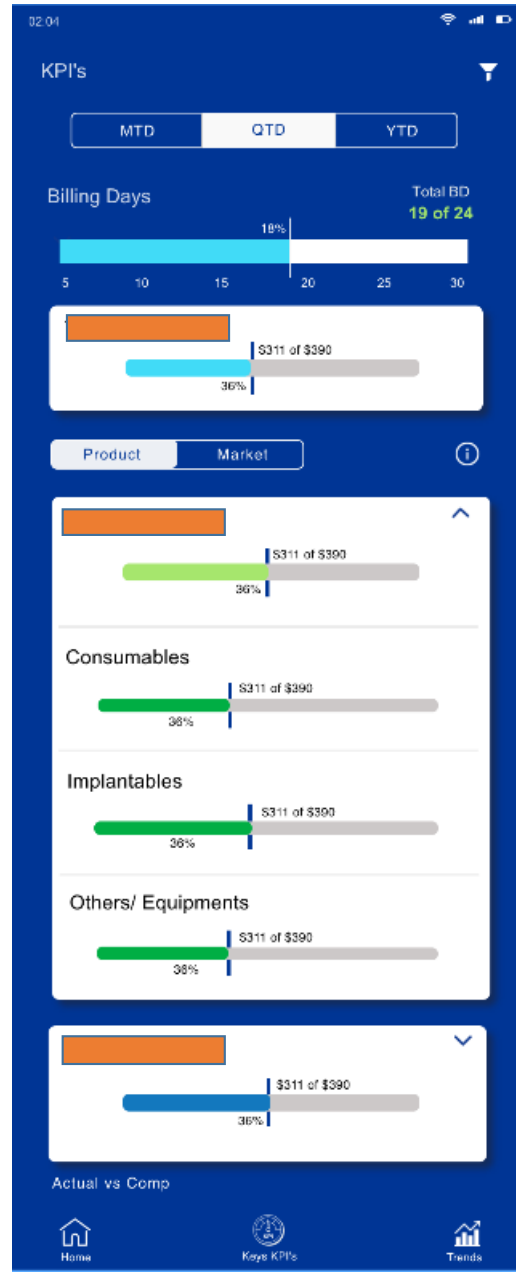 02:04
KPI's
MTD QTD YTD
Billing Days
Total BD
19 of 24
18%
5 10 15 20 25 30
$311 of $390
36%
Product Market
$311 of $390
36%
Consumables
$311 of $390
36%
Implantables
$311 of $390
36%
Others/ Equipments
$311 of $390
36%
$311 of $390
36%
Actual vs Comp
Home Keys KPI's Trends